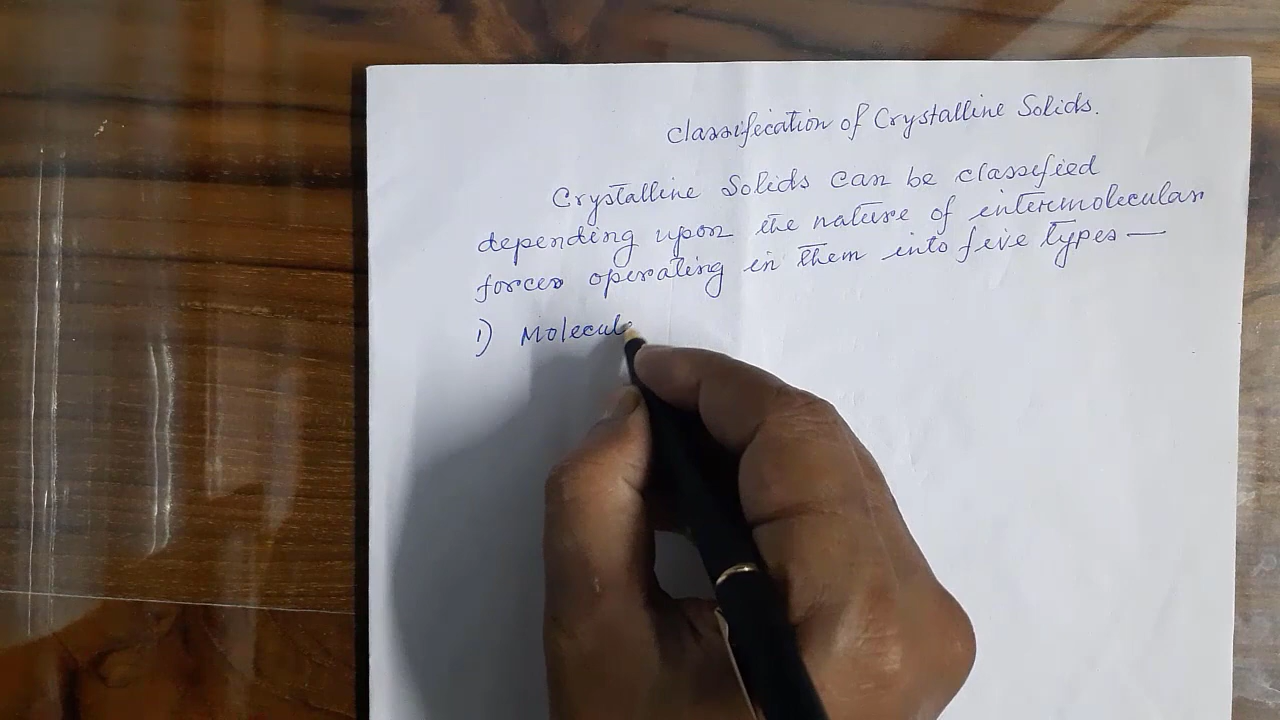 Classification of Crystalline Solids.
Crystalline Solids can be classified
depending upon the nature of intermolecular
forces operating in them into five types —
1) Molecul